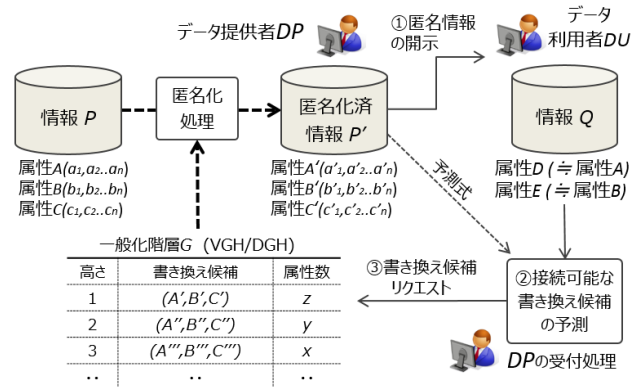 データ提供者DP
①匿名情報
の開示
データ
利用者DU
情報 P
匿名化
処理
匿名化済
情報 P′
情報 Q
属性A(a1,a2..an)
属性B(b1,b2..bn)
属性C(c1,c2..cn)
属性A‘(a’1,a’2..a’n)
属性B‘(b’1,b’2..b’n)
属性C‘(c’1,c’2..c’n)
属性D (≒属性A)
属性E (≒属性B)
予測式
一般化階層G (VGH/DGH)
高さ 書き換え候補 属性数
1 (A′,B′,C′) z
2 (A′′,B′′,C′′) y
3 (A′′′,B′′′,C′′′) x
‥ ‥ ‥
③書き換え候補
リクエスト
②接続可能な
書き換え候補
の予測
DPの受付処理